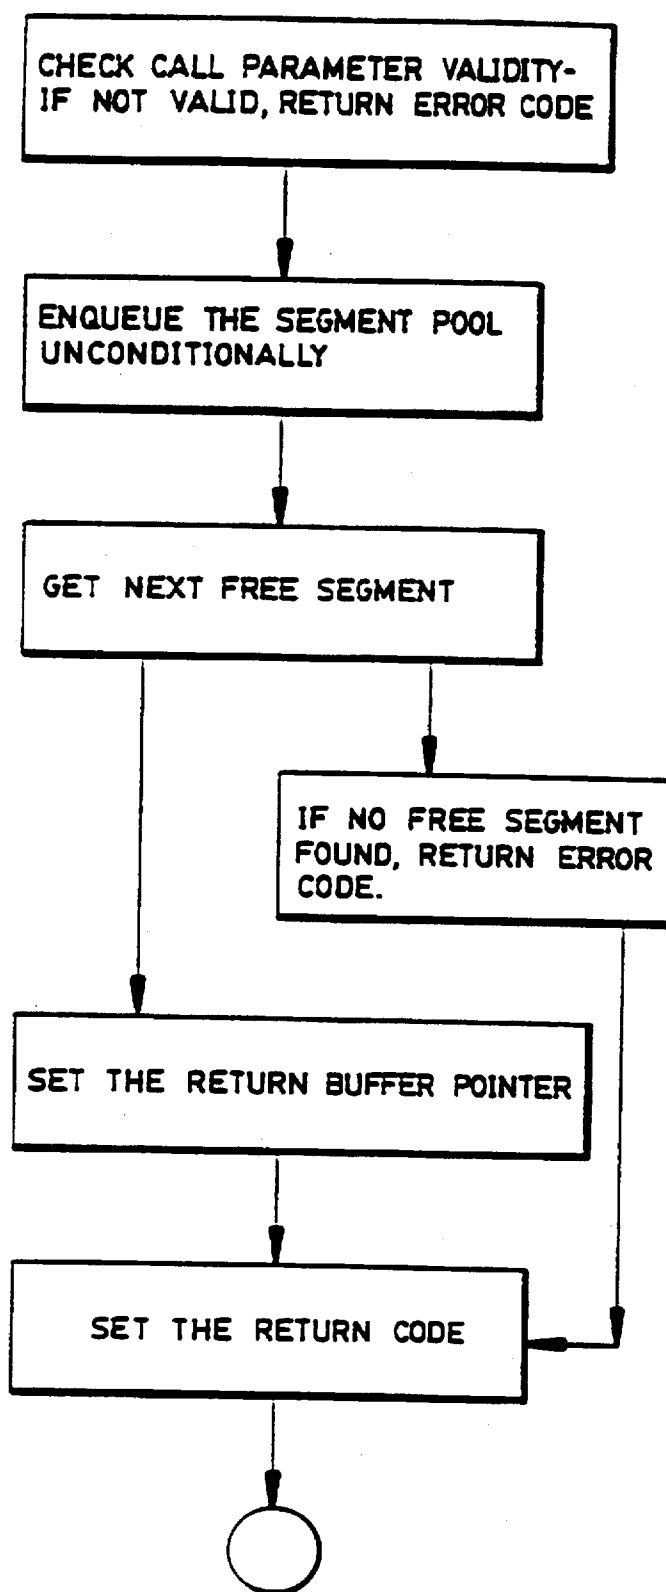 CHECK CALL PARAMETER VALIDITY-
IF NOT VALID, RETURN ERROR CODE
ENQUEUE THE SEGMENT POOL
UNCONDITIONALLY
GET NEXT FREE SEGMENT
IF NO FREE SEGMENT
FOUND, RETURN ERROR
CODE.
SET THE RETURN BUFFER POINTER
SET THE RETURN CODE